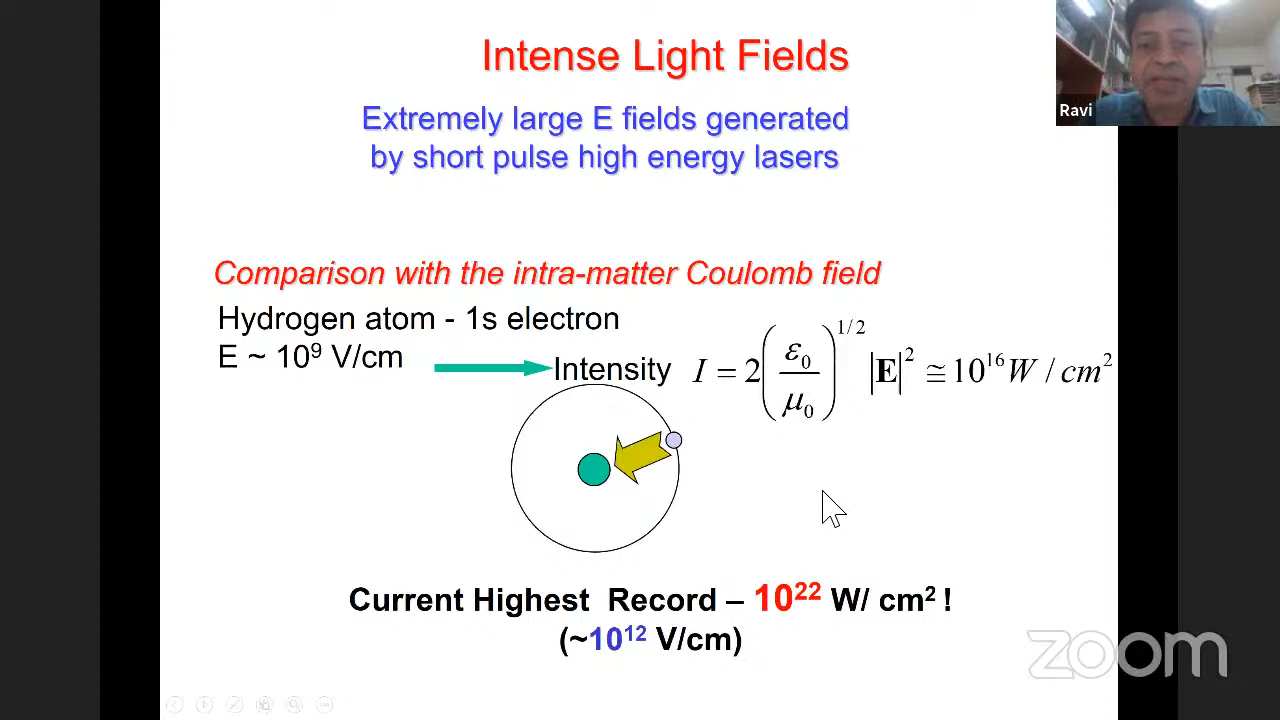 Intense Light Fields
Ravi
Extremely large E fields generated
by short pulse high energy lasers
Comparison with the intra-matter Coulomb field
Hydrogen atom - 1s electron
E ~ 10⁹ V/cm
Intensity I = 2(ε₀/μ₀)^1/2 |E|² ≅ 10¹⁶ W / cm²
Current Highest Record – 10²² W/ cm² !
(~10¹² V/cm)
zoom